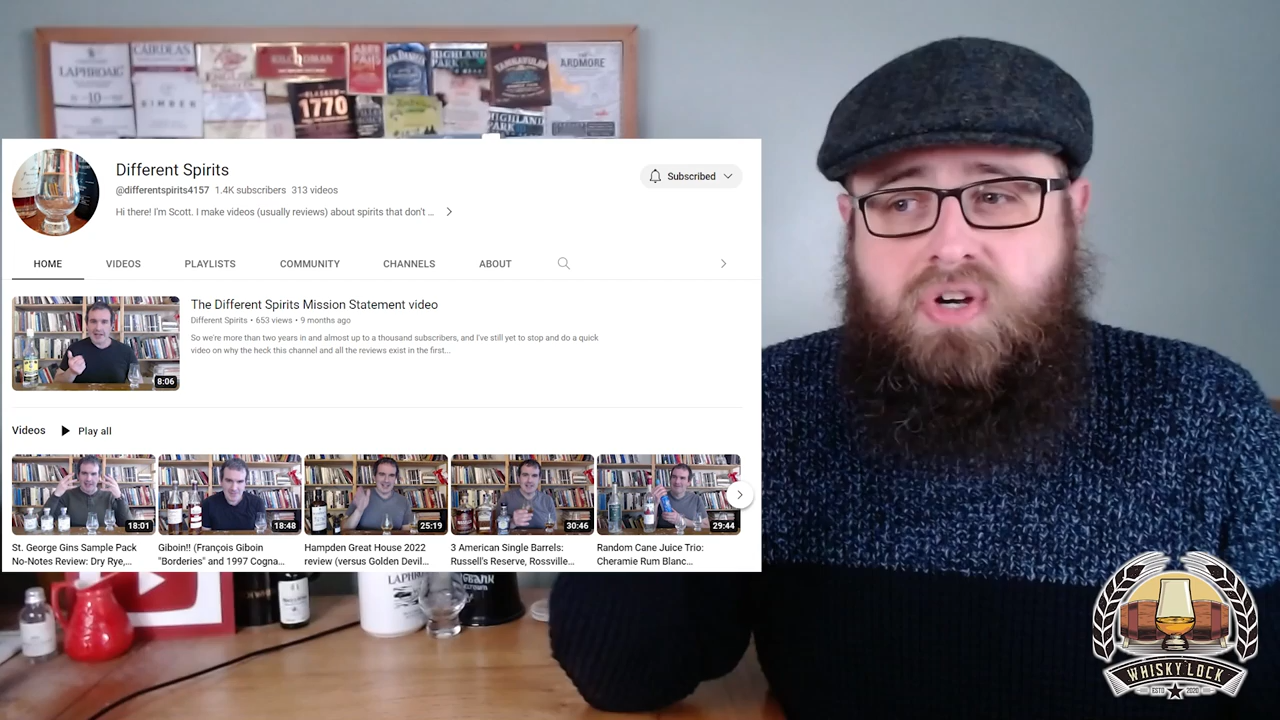 LAPHROAIG
10
CAIRDEAS
KIMBER
KILCHOMAN
1770
HIGHLAND
PARK
TAMNAVULIN
THE
ARDMORE
HIGHLAND
PARK
Different Spirits
@differentspirits4157 1.4K subscribers 313 videos
Hi there! I'm Scott. I make videos (usually reviews) about spirits that don't ...
Subscribed
HOME VIDEOS PLAYLISTS COMMUNITY CHANNELS ABOUT
The Different Spirits Mission Statement video
Different Spirits • 653 views • 9 months ago
So we're more than two years in and almost up to a thousand subscribers, and I've still yet to stop and do a quick
video on why the heck this channel and all the reviews exist in the first...
8:06
Videos Play all
18:01 18:48 25:19 30:46 29:44
St. George Gins Sample Pack
No-Notes Review: Dry Rye,...
Giboin!! (François Giboin
"Borderies" and 1997 Cogna...
Hampden Great House 2022
review (versus Golden Devil...
3 American Single Barrels:
Russell's Reserve, Rossville...
Random Cane Juice Trio:
Cheramie Rum Blanc...
WHISKY LOCK
ESTD 2020